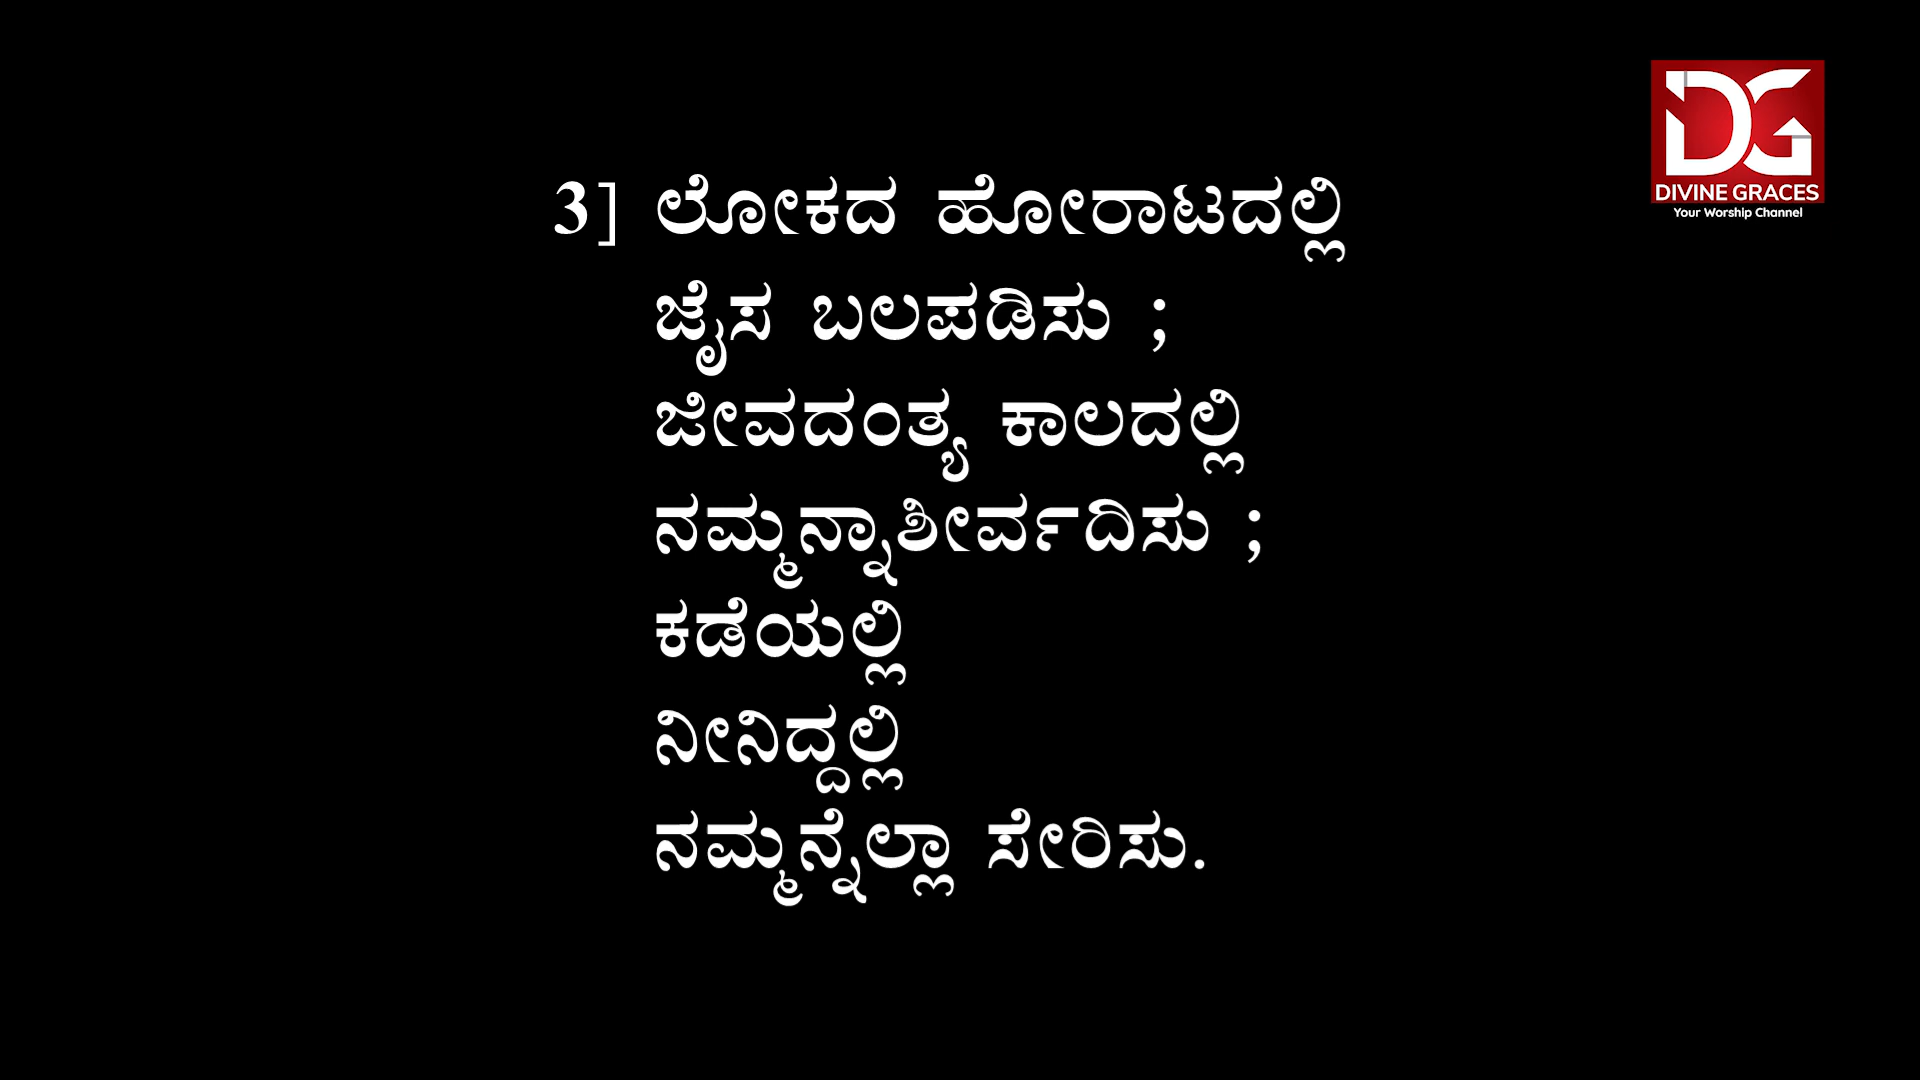 DG
DIVINE GRACES
Your Worship Channel
3] ಲೋಕದ ಹೋರಾಟದಲ್ಲಿ
ಜೈಸ ಬಲಪಡಿಸು ;
ಜೀವದಂತ್ಯ ಕಾಲದಲ್ಲಿ
ನಮ್ಮನ್ನಾಶೀರ್ವದಿಸು ;
ಕಡೆಯಲ್ಲಿ
ನೀನಿದ್ದಲ್ಲಿ
ನಮ್ಮನ್ನೆಲ್ಲಾ ಸೇರಿಸು.